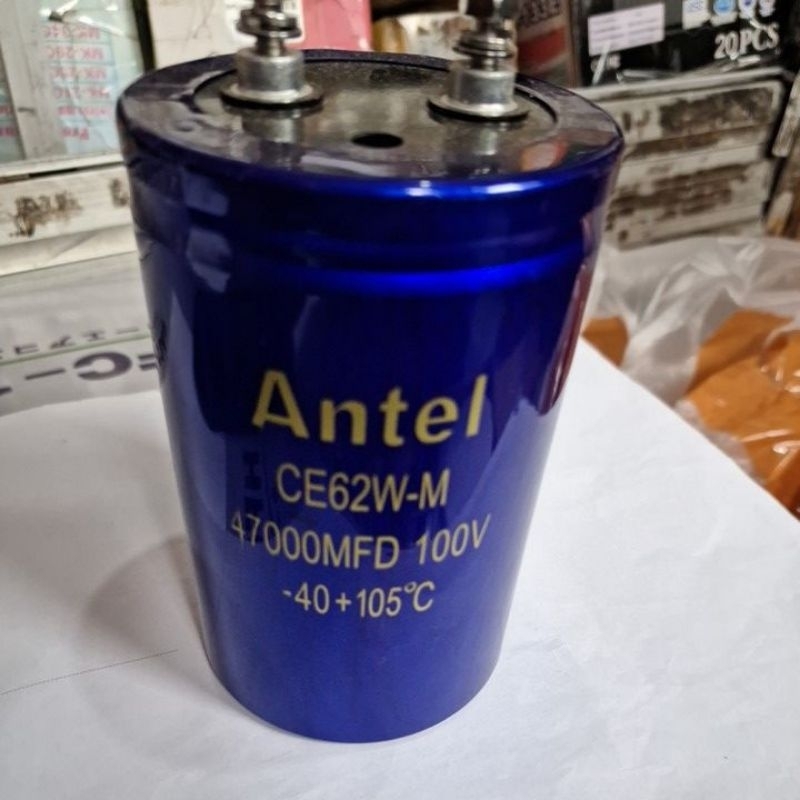 20PCS
Antel
CE62W-M
47000MFD 100V
-40+105℃